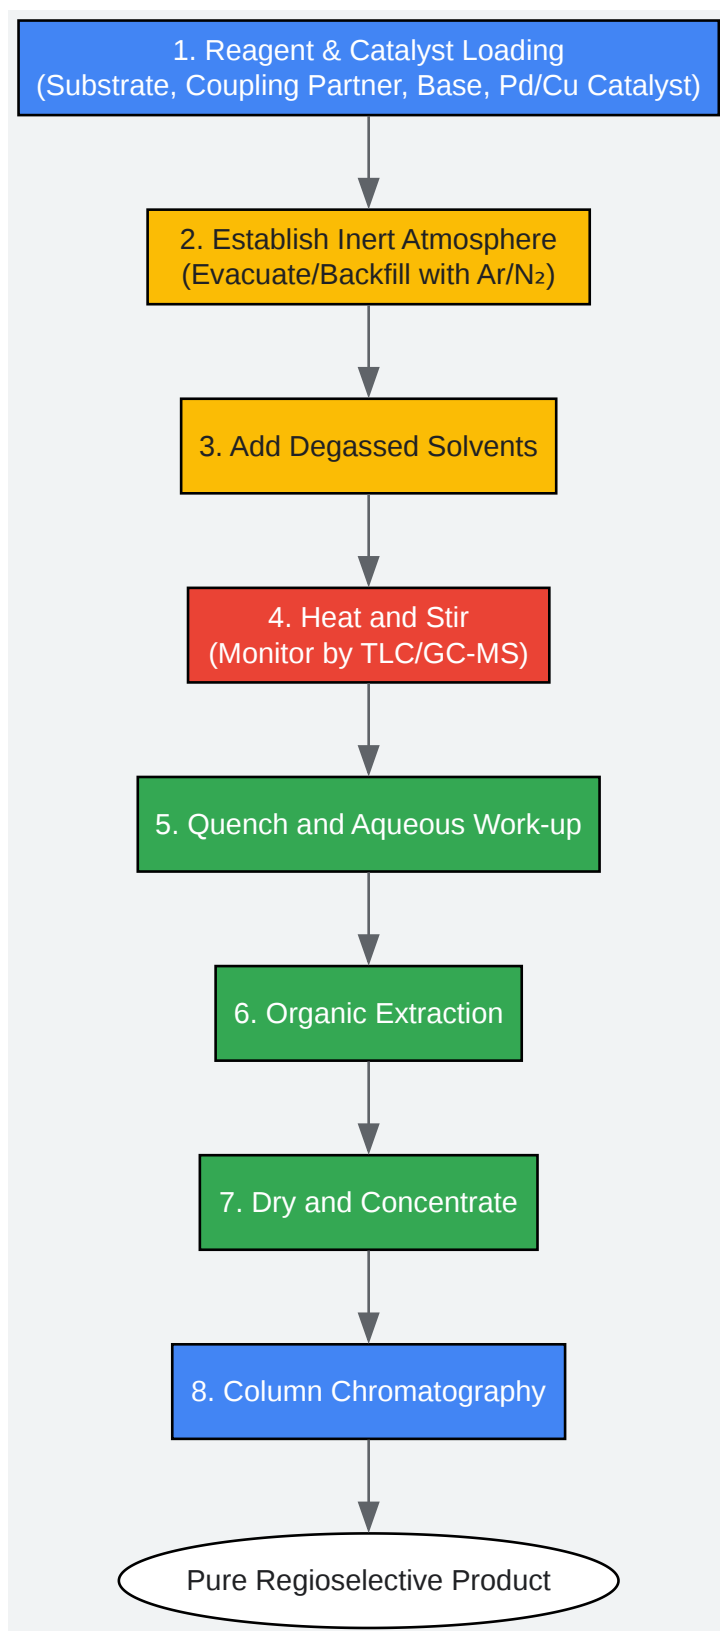 1. Reagent & Catalyst Loading
(Substrate, Coupling Partner, Base, Pd/Cu Catalyst)
2. Establish Inert Atmosphere
(Evacuate/Backfill with Ar/N₂)
3. Add Degassed Solvents
4. Heat and Stir
(Monitor by TLC/GC-MS)
5. Quench and Aqueous Work-up
6. Organic Extraction
7. Dry and Concentrate
8. Column Chromatography
Pure Regioselective Product